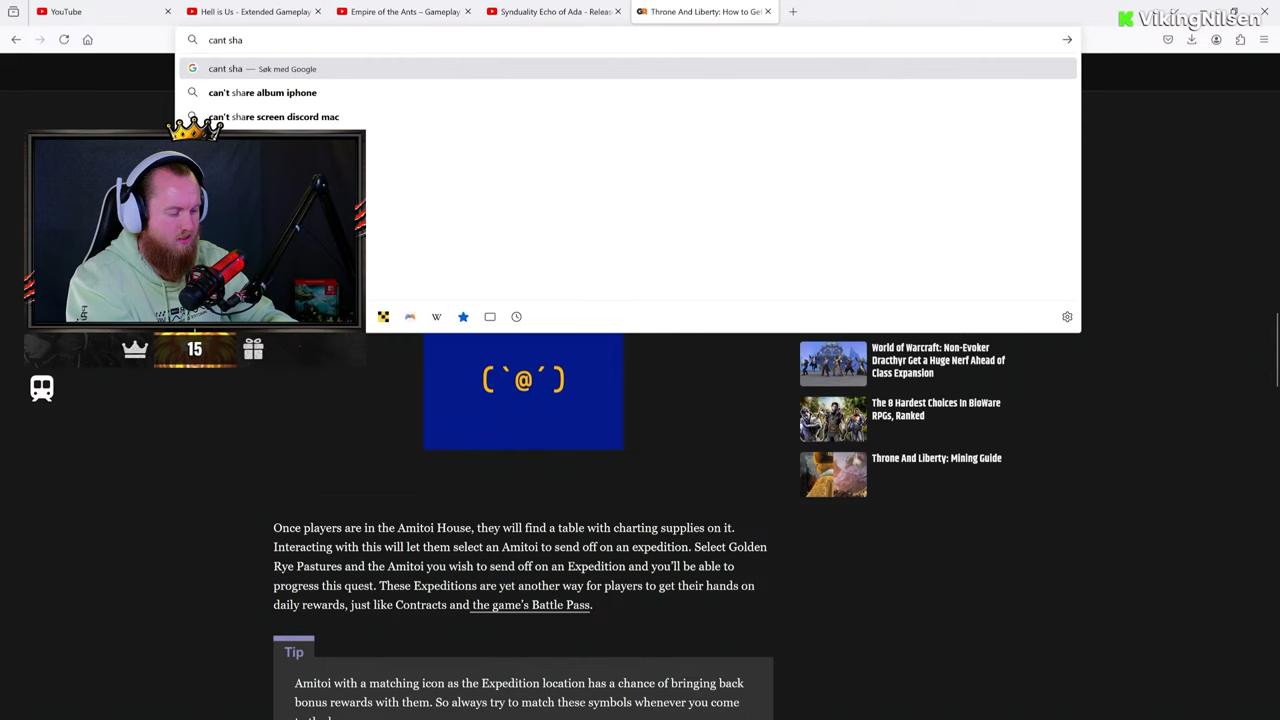 YouTube
Hell is Us - Extended Gameplay
Empire of the Ants – Gameplay
Synduality Echo of Ada - Releas
Throne And Liberty: How to Get
VikingNilsen
cant sha
cant sha — Søk med Google
can't share album iphone
can't share screen discord mac
15
(`@´)
World of Warcraft: Non-Evoker
Dracthyr Get a Huge Nerf Ahead of
Class Expansion
The 8 Hardest Choices In BioWare
RPGs, Ranked
Throne And Liberty: Mining Guide
Once players are in the Amitoi House, they will find a table with charting supplies on it.
Interacting with this will let them select an Amitoi to send off on an expedition. Select Golden
Rye Pastures and the Amitoi you wish to send off on an Expedition and you'll be able to
progress this quest. These Expeditions are yet another way for players to get their hands on
daily rewards, just like Contracts and the game's Battle Pass.
Tip
Amitoi with a matching icon as the Expedition location has a chance of bringing back
bonus rewards with them. So always try to match these symbols whenever you come